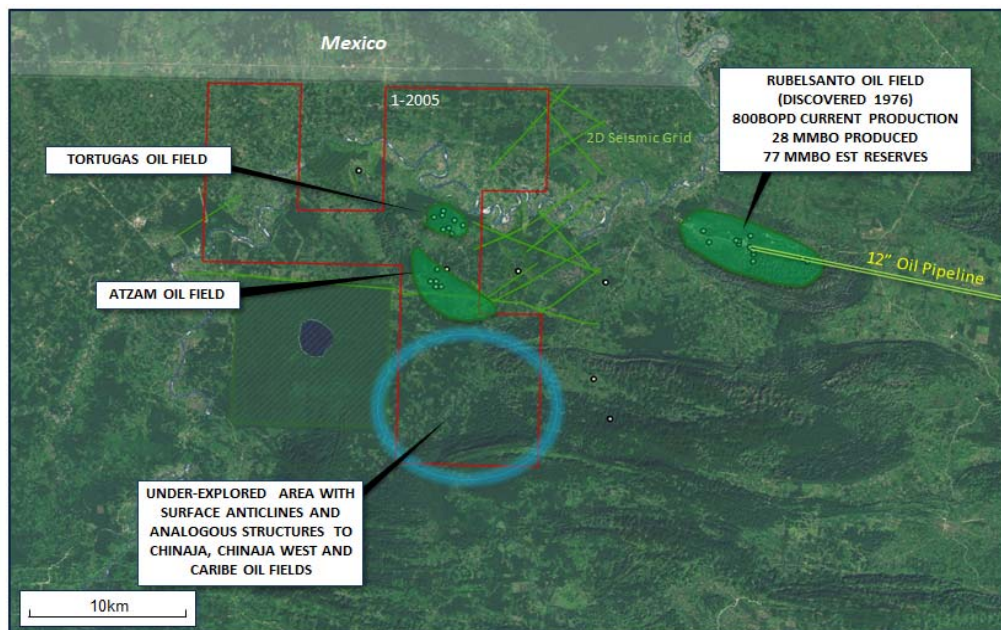 Mexico
1-2005
2D Seismic Grid
RUBELSANTO OIL FIELD
(DISCOVERED 1976)
800BOPD CURRENT PRODUCTION
28 MMBO PRODUCED
77 MMBO EST RESERVES
TORTUGAS OIL FIELD
12" Oil Pipeline
ATZAM OIL FIELD
UNDER-EXPLORED AREA WITH
SURFACE ANTICLINES AND
ANALOGOUS STRUCTURES TO
CHINAJA, CHINAJA WEST AND
CARIBE OIL FIELDS
10km